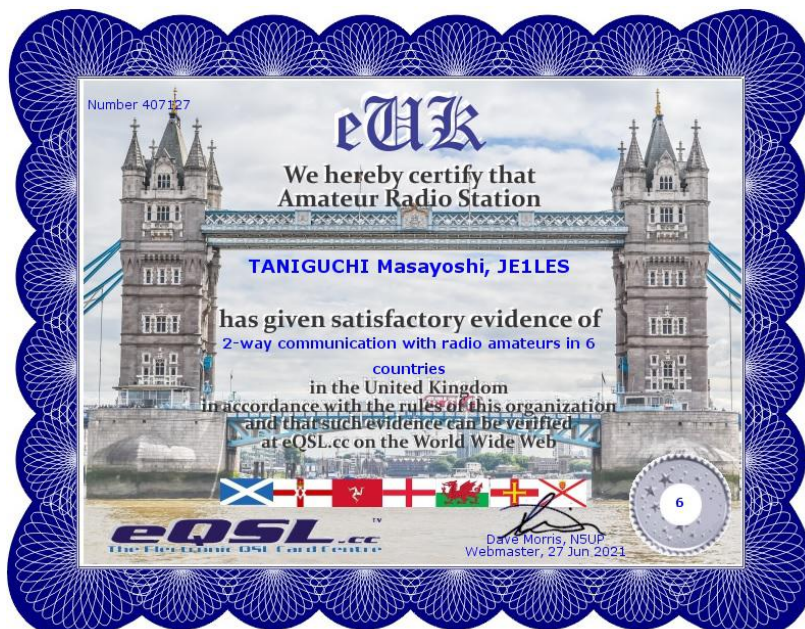 Number 407127
eUK
We hereby certify that
Amateur Radio Station
TANIGUCHI Masayoshi, JE1LES
has given satisfactory evidence of
2-way communication with radio amateurs in 6
countries
in the United Kingdom
in accordance with the rules of this organization
and that such evidence can be verified
at eQSL.cc on the World Wide Web
6
eQSL.cc™
The Electronic QSL Card Centre
Dave Morris, N5UP
Webmaster, 27 Jun 2021